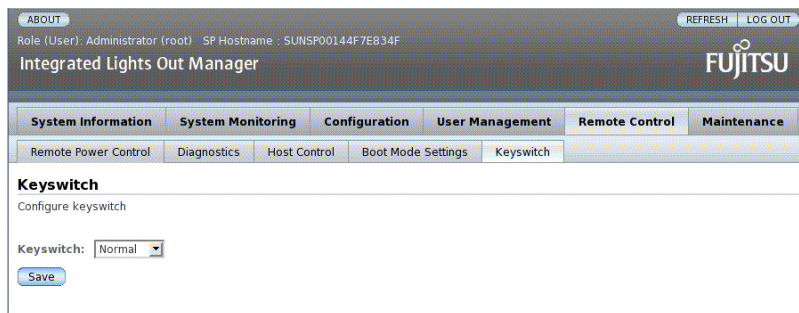 ABOUT
REFRESH LOG OUT
Role (User): Administrator (root) SP Hostname : SUNSP00144F7E834F
Integrated Lights Out Manager
FUJITSU
System Information System Monitoring Configuration User Management Remote Control Maintenance
Remote Power Control Diagnostics Host Control Boot Mode Settings Keyswitch
Keyswitch
Configure keyswitch
Keyswitch: Normal
Save